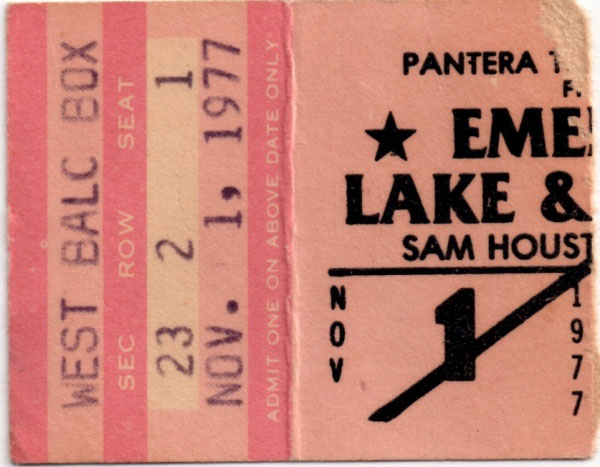 WEST BALC BOX
SEC ROW SEAT
23 2 1
NOV. 1, 1977
ADMIT ONE ON ABOVE DATE ONLY
PANTERA T
F.
★ EME
LAKE &
SAM HOUST
NOV 1 1977